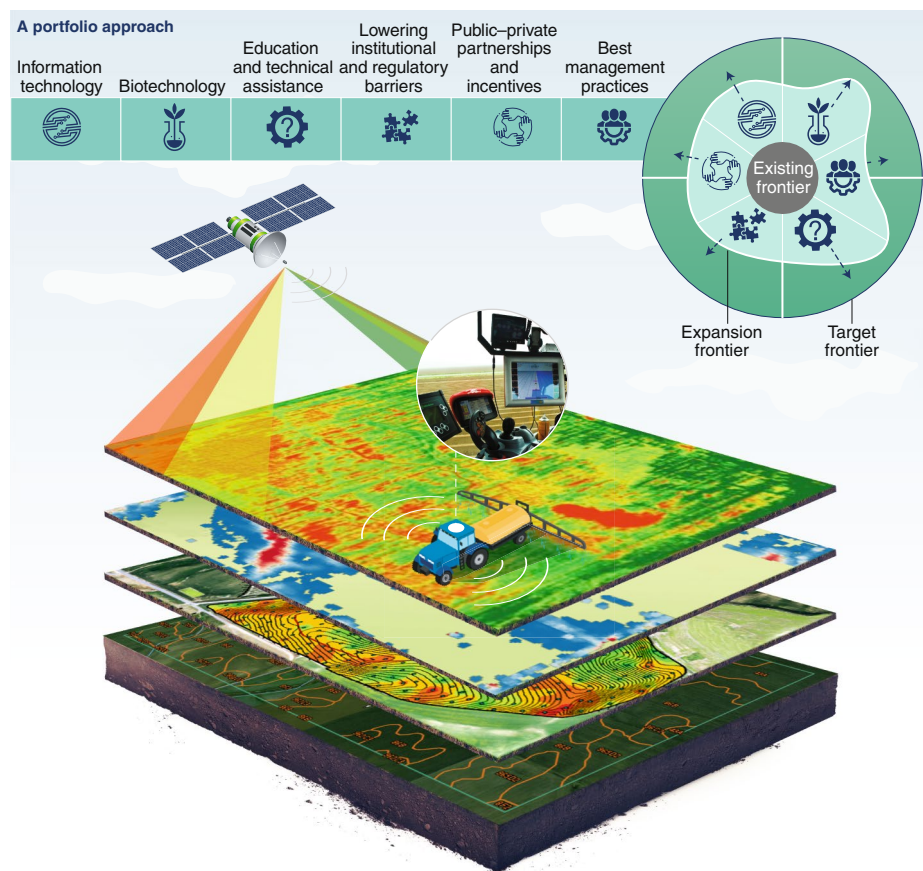 A portfolio approach
Information
technology
Biotechnology
Education
and technical
assistance
Lowering
institutional
and regulatory
barriers
Public–private
partnerships
and
incentives
Best
management
practices
?
Existing
frontier
?
Expansion
frontier
Target
frontier